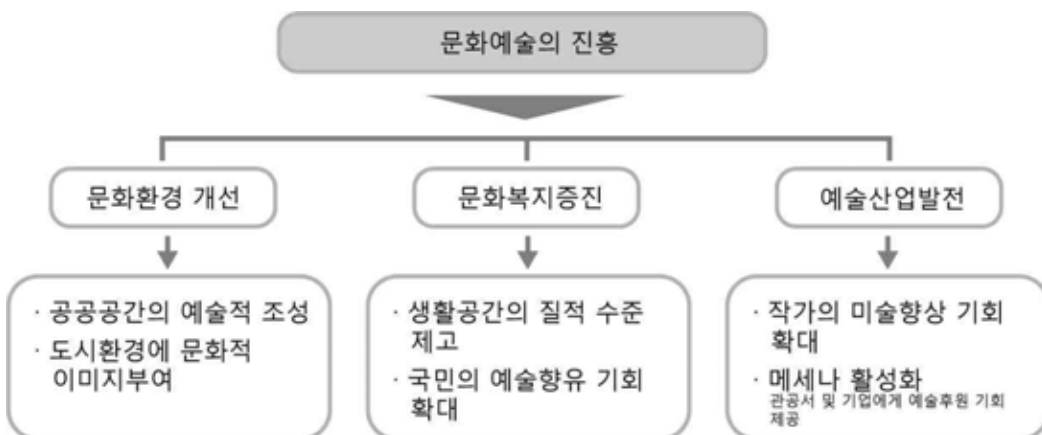 문화예술의 진흥
문화환경 개선
문화복지증진
예술산업발전
· 공공공간의 예술적 조성
· 도시환경에 문화적
이미지부여
· 생활공간의 질적 수준
제고
· 국민의 예술향유 기회
확대
· 작가의 미술향상 기회
확대
· 메세나 활성화
관공서 및 기업에게 예술후원 기회
제공